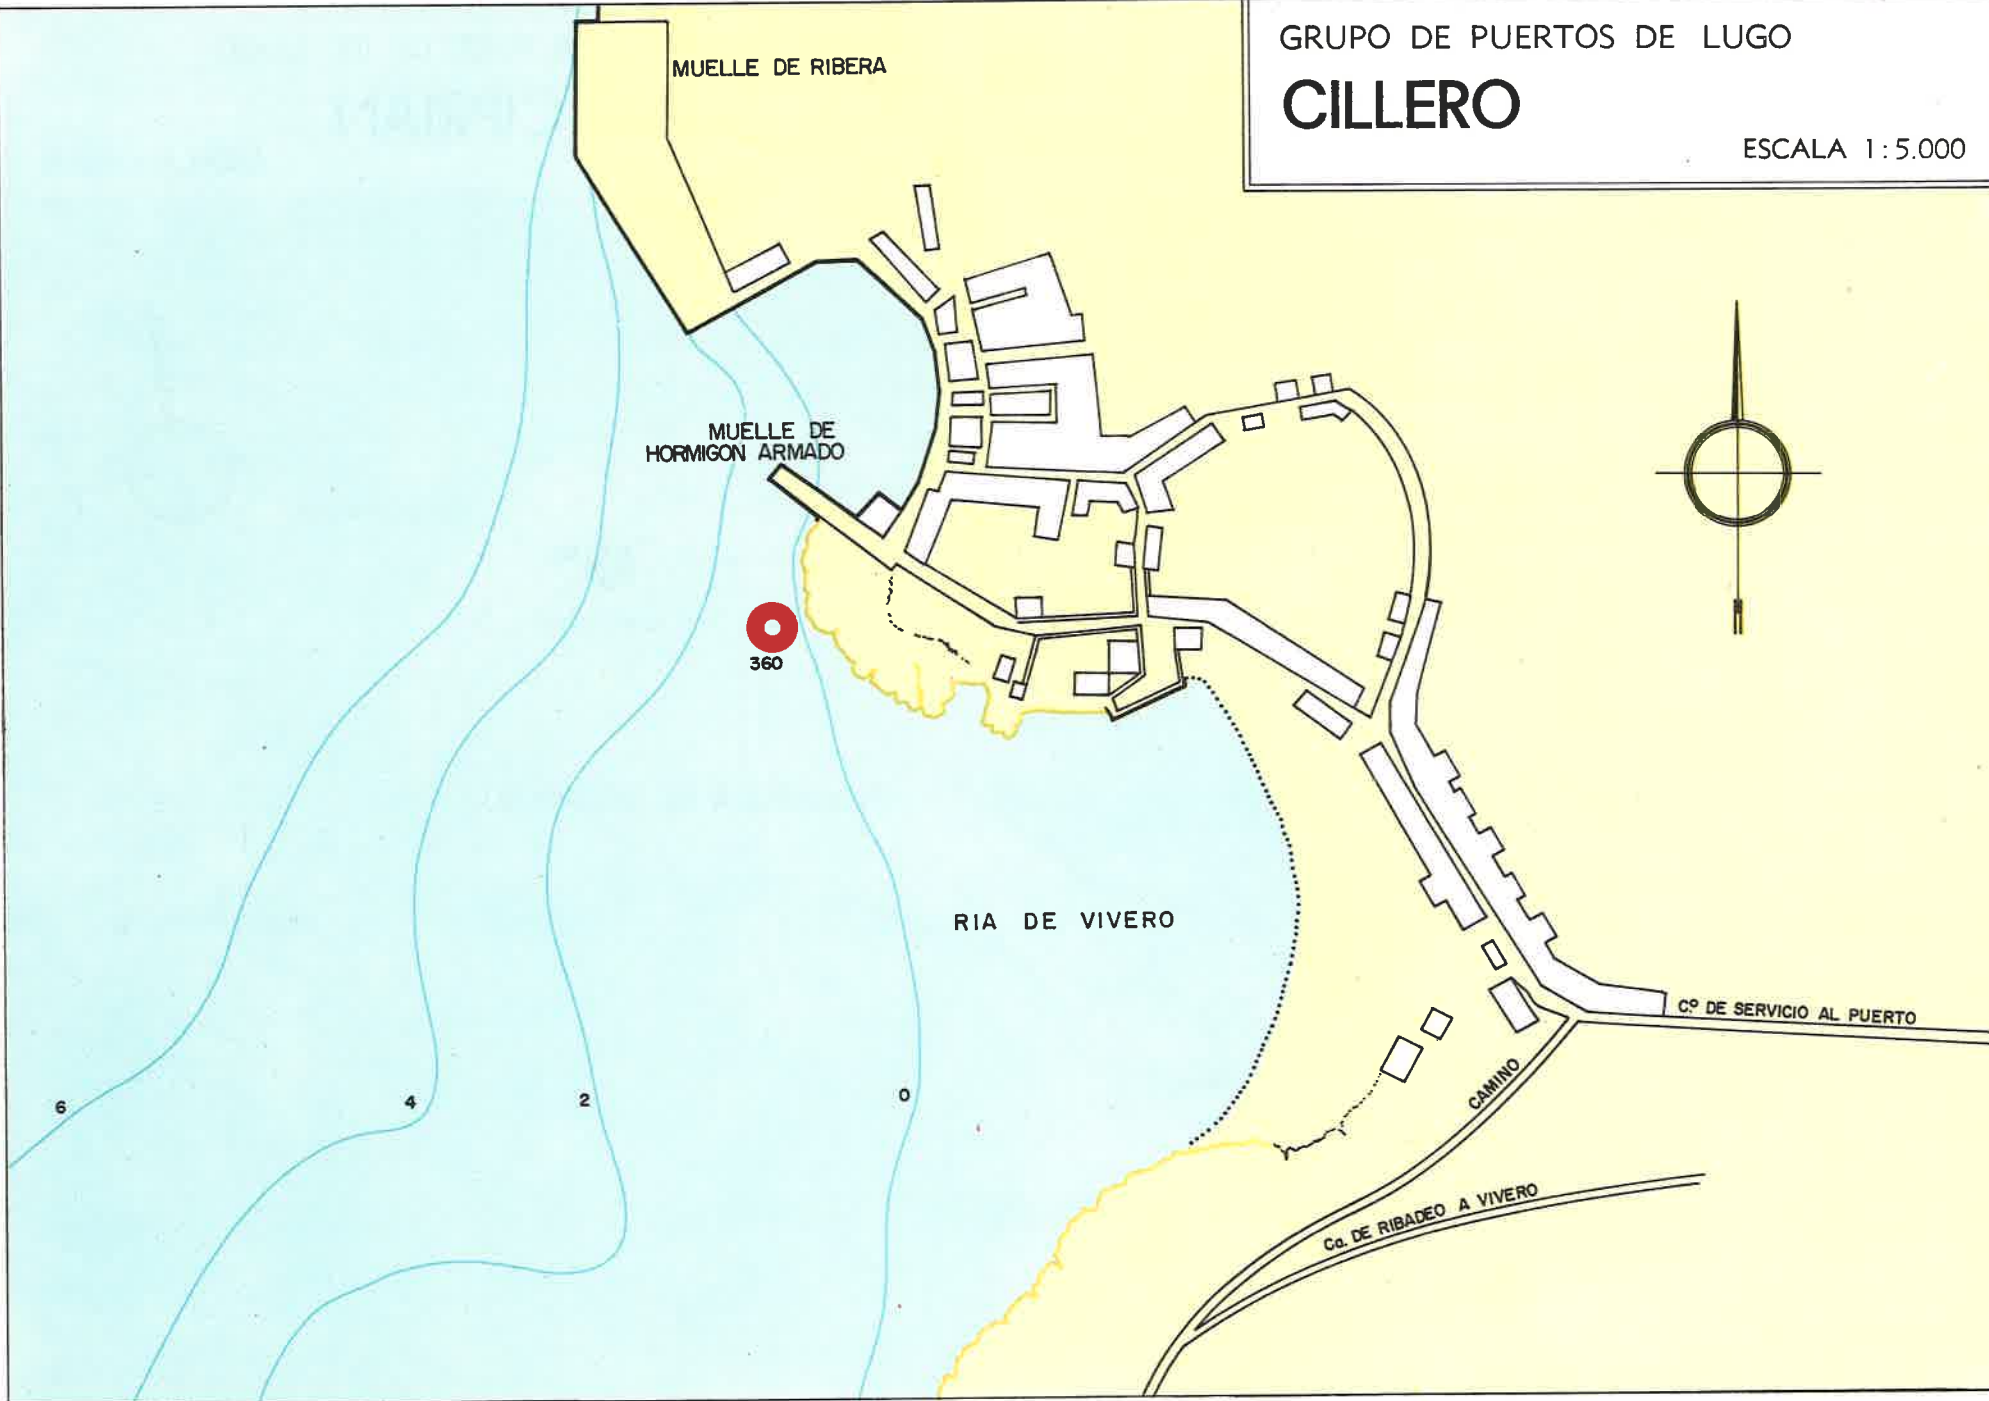 GRUPO DE PUERTOS DE LUGO
CILLERO
ESCALA 1:5.000
MUELLE DE RIBERA
MUELLE DE
HORMIGON ARMADO
360
RIA DE VIVERO
6
4
2
0
Cº DE SERVICIO AL PUERTO
CAMINO
Ca. DE RIBADEO A VIVERO